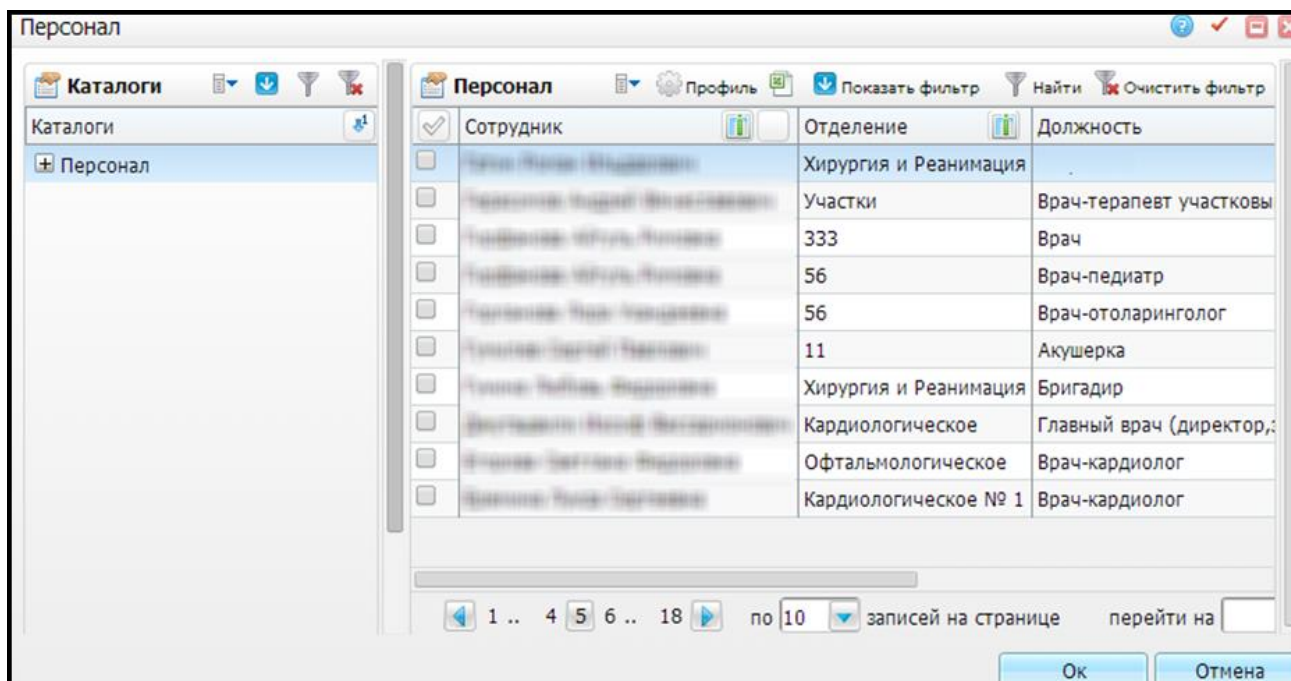 Персонал
Каталоги
Персонал Профиль Показать фильтр Найти Очистить фильтр
Каталоги
Сотрудник Отделение Должность
Персонал
Хирургия и Реанимация
Участки Врач-терапевт участковы
333 Врач
56 Врач-педиатр
56 Врач-отоларинголог
11 Акушерка
Хирургия и Реанимация Бригадир
Кардиологическое Главный врач (директор,з
Офтальмологическое Врач-кардиолог
Кардиологическое № 1 Врач-кардиолог
1 .. 4 5 6 .. 18 по 10 записей на странице перейти на
Ок Отмена